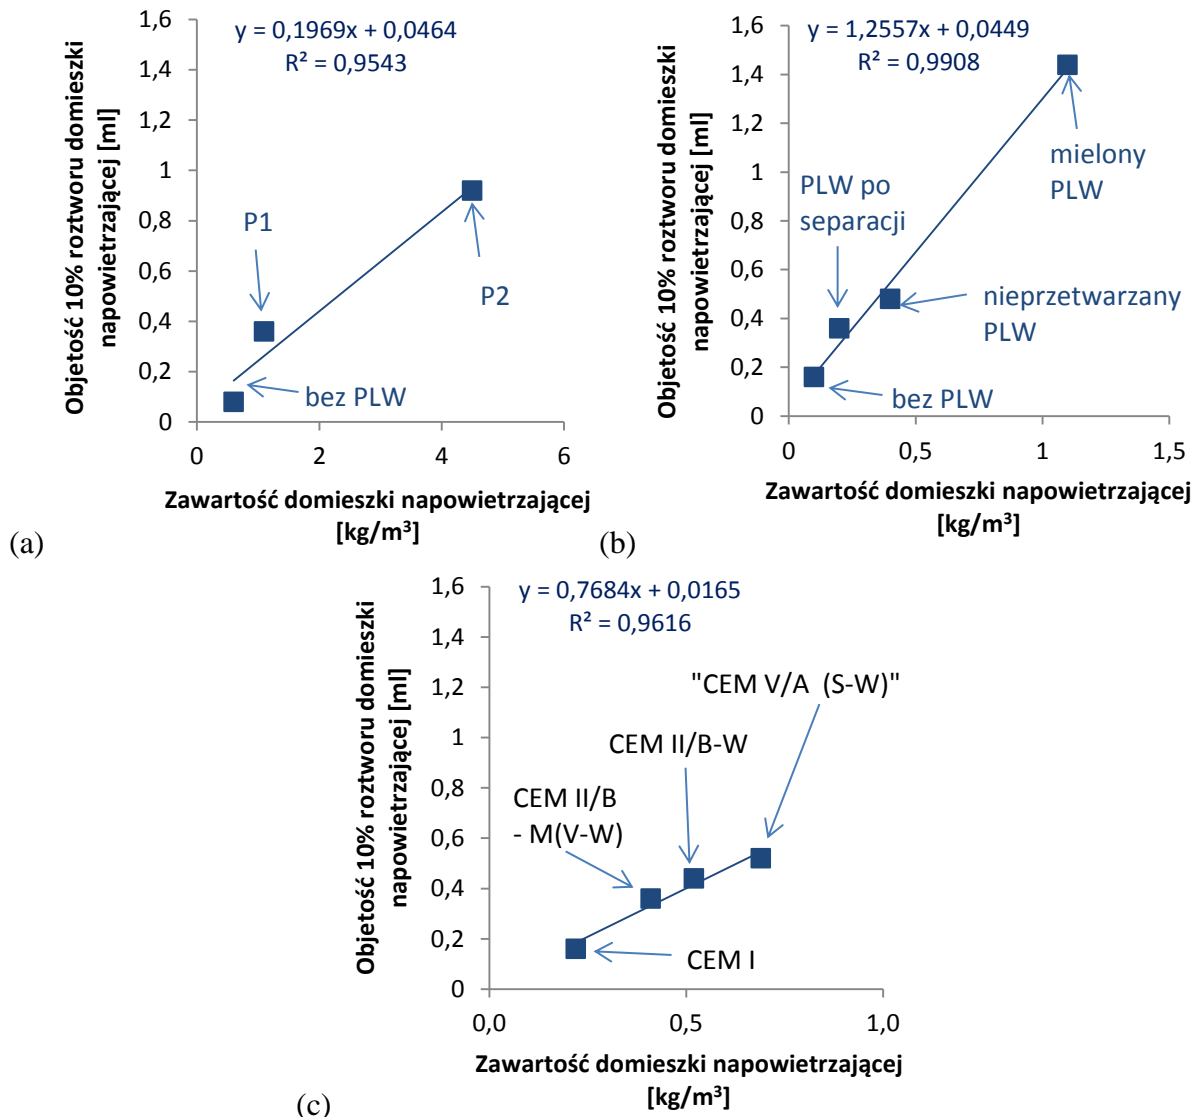 y = 0,1969x + 0,0464
R² = 0,9543
Objetość 10% roztworu domieszki
napowietrzającej [ml]
1,6
1,4
1,2
1
0,8
0,6
0,4
0,2
0
P1
P2
bez PLW
0
2
4
6
Zawartość domieszki napowietrzającej
[kg/m³]
(a)
y = 1,2557x + 0,0449
R² = 0,9908
Objetość 10% roztworu domieszki
napowietrzającej [ml]
1,6
1,4
1,2
1
0,8
0,6
0,4
0,2
0
mielony
PLW
PLW po
separacji
nieprzetwarzany
PLW
bez PLW
0
0,5
1
1,5
Zawartość domieszki napowietrzającej
[kg/m³]
(b)
y = 0,7684x + 0,0165
R² = 0,9616
Objetość 10% roztworu domieszki
napowietrzającej [ml]
1,6
1,4
1,2
1
0,8
0,6
0,4
0,2
0
"CEM V/A (S-W)"
CEM II/B-W
CEM II/B
- M(V-W)
CEM I
0,0
0,5
1,0
Zawartość domieszki napowietrzającej
[kg/m³]
(c)